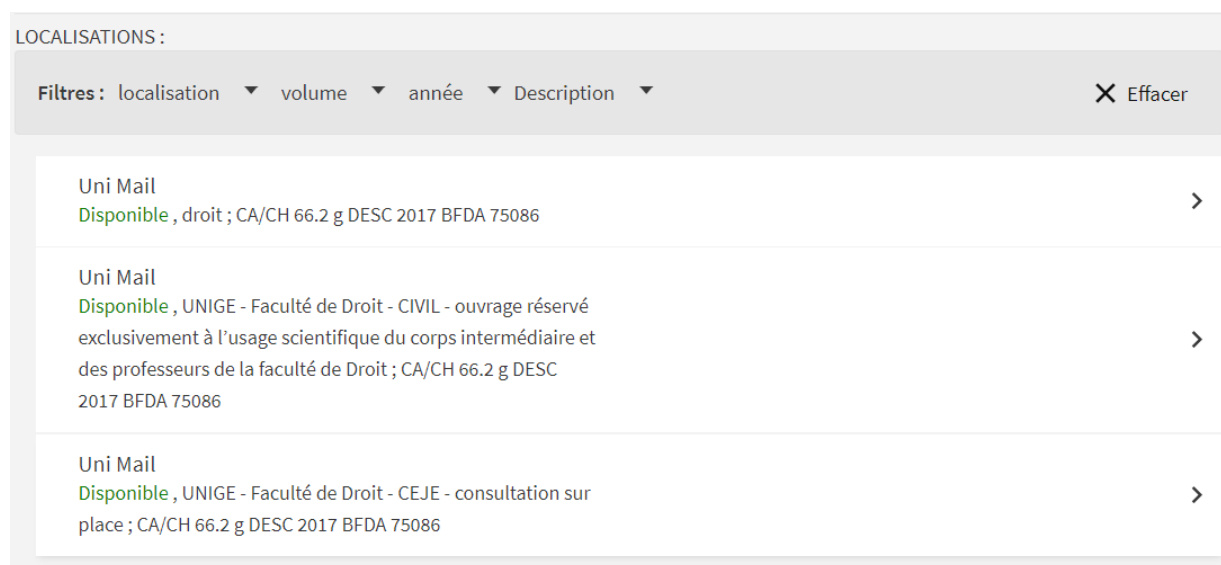 LOCALISATIONS :
Filtres : localisation volume année Description Effacer
Uni Mail
Disponible , droit ; CA/CH 66.2 g DESC 2017 BFDA 75086
Uni Mail
Disponible , UNIGE - Faculté de Droit - CIVIL - ouvrage réservé
exclusivement à l’usage scientifique du corps intermédiaire et
des professeurs de la faculté de Droit ; CA/CH 66.2 g DESC
2017 BFDA 75086
Uni Mail
Disponible , UNIGE - Faculté de Droit - CEJE - consultation sur
place ; CA/CH 66.2 g DESC 2017 BFDA 75086